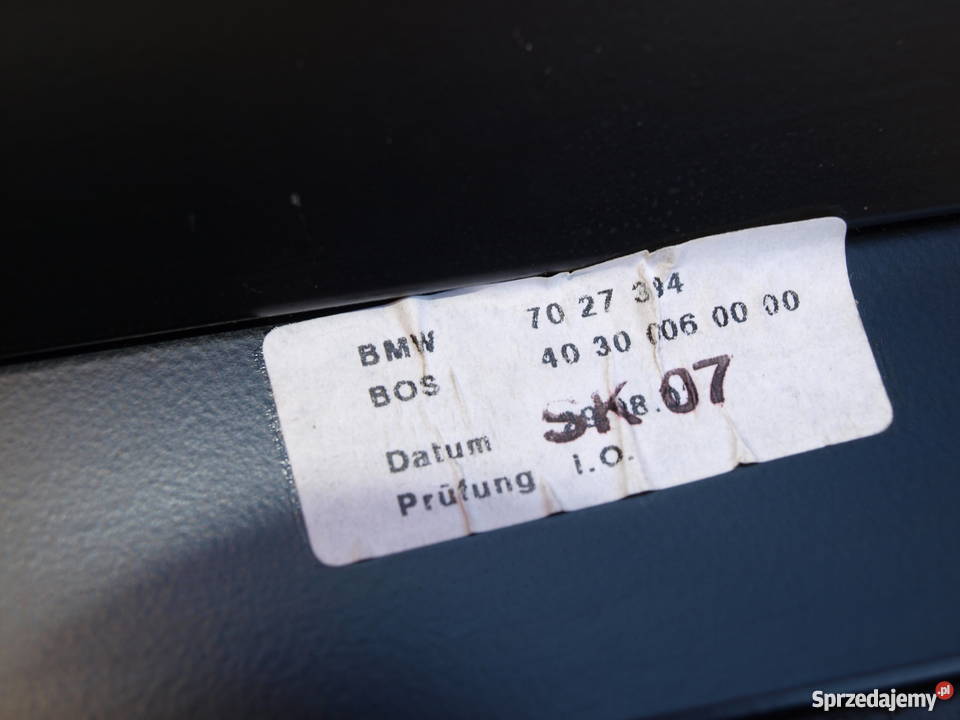 BMW 70 27 394
BOS 40 30 006 00 00
SK 07
Datum
Prüfung i.O.
Sprzedajemy.pl